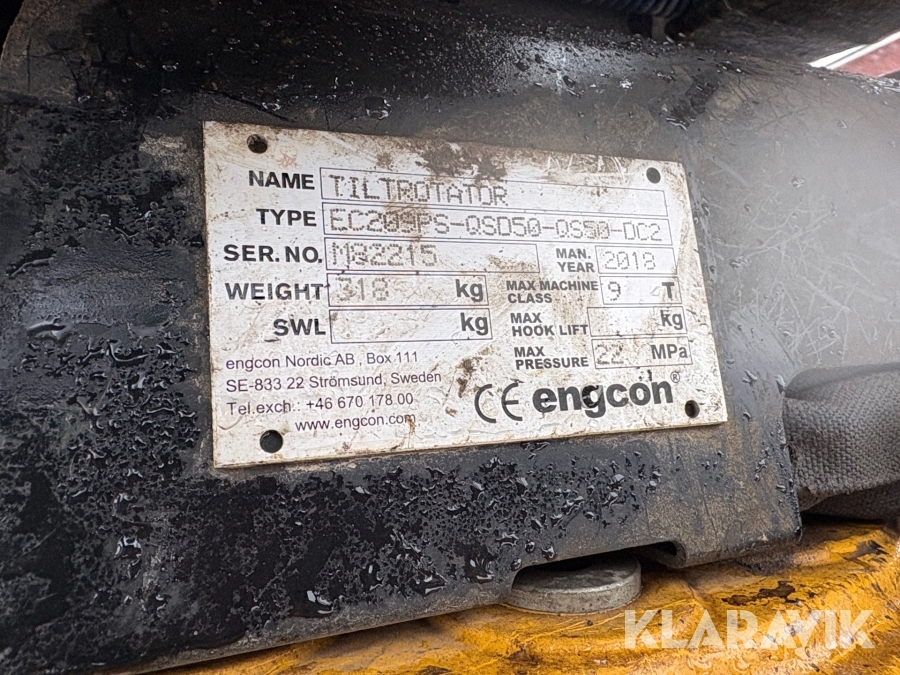 NAME TILTROTATOR
TYPE EC209PS-QSD50-QS50-DC2
SER. NO. M92215 MAN. YEAR 2018
WEIGHT 318 kg MAX MACHINE CLASS 9 T
SWL kg MAX HOOK LIFT kg
MAX PRESSURE 22 MPa
engcon Nordic AB, Box 111
SE-833 22 Strömsund, Sweden
Tel.exch.: +46 670 178 00
www.engcon.com
CE engcon®
KLARAVIK